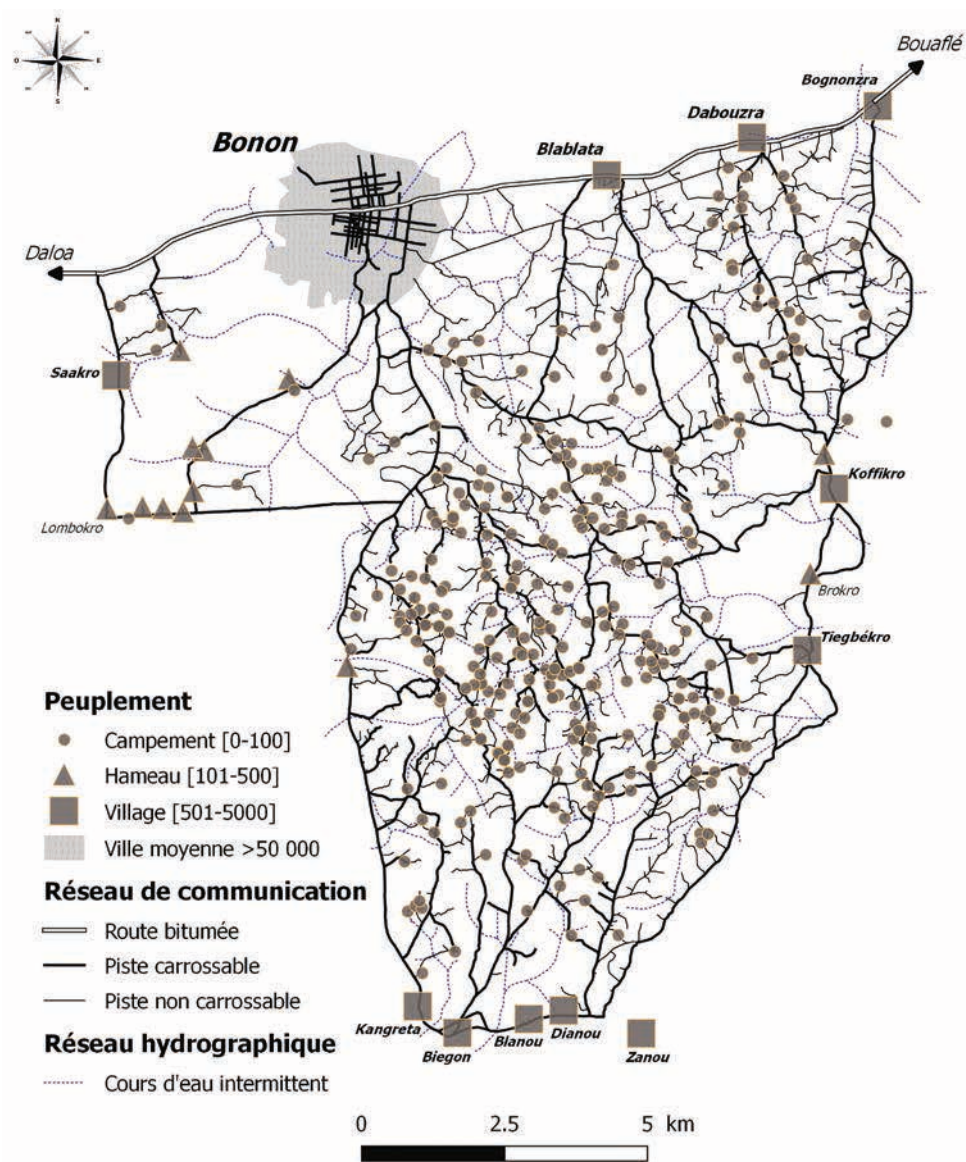 N
O
E
S
Bouaflé
Bognonzra
Dabouzra
Bonon
Blablata
Daloa
Saakro
Koffikro
Lombokro
Brokro
Tiegbékro
Peuplement
Campement [0-100]
Hameau [101-500]
Village [501-5000]
Ville moyenne >50 000
Réseau de communication
Route bitumée
Piste carrossable
Piste non carrossable
Réseau hydrographique
Cours d'eau intermittent
Kangreta
Biegon
Blanou
Dianou
Zanou
0 2.5 5 km